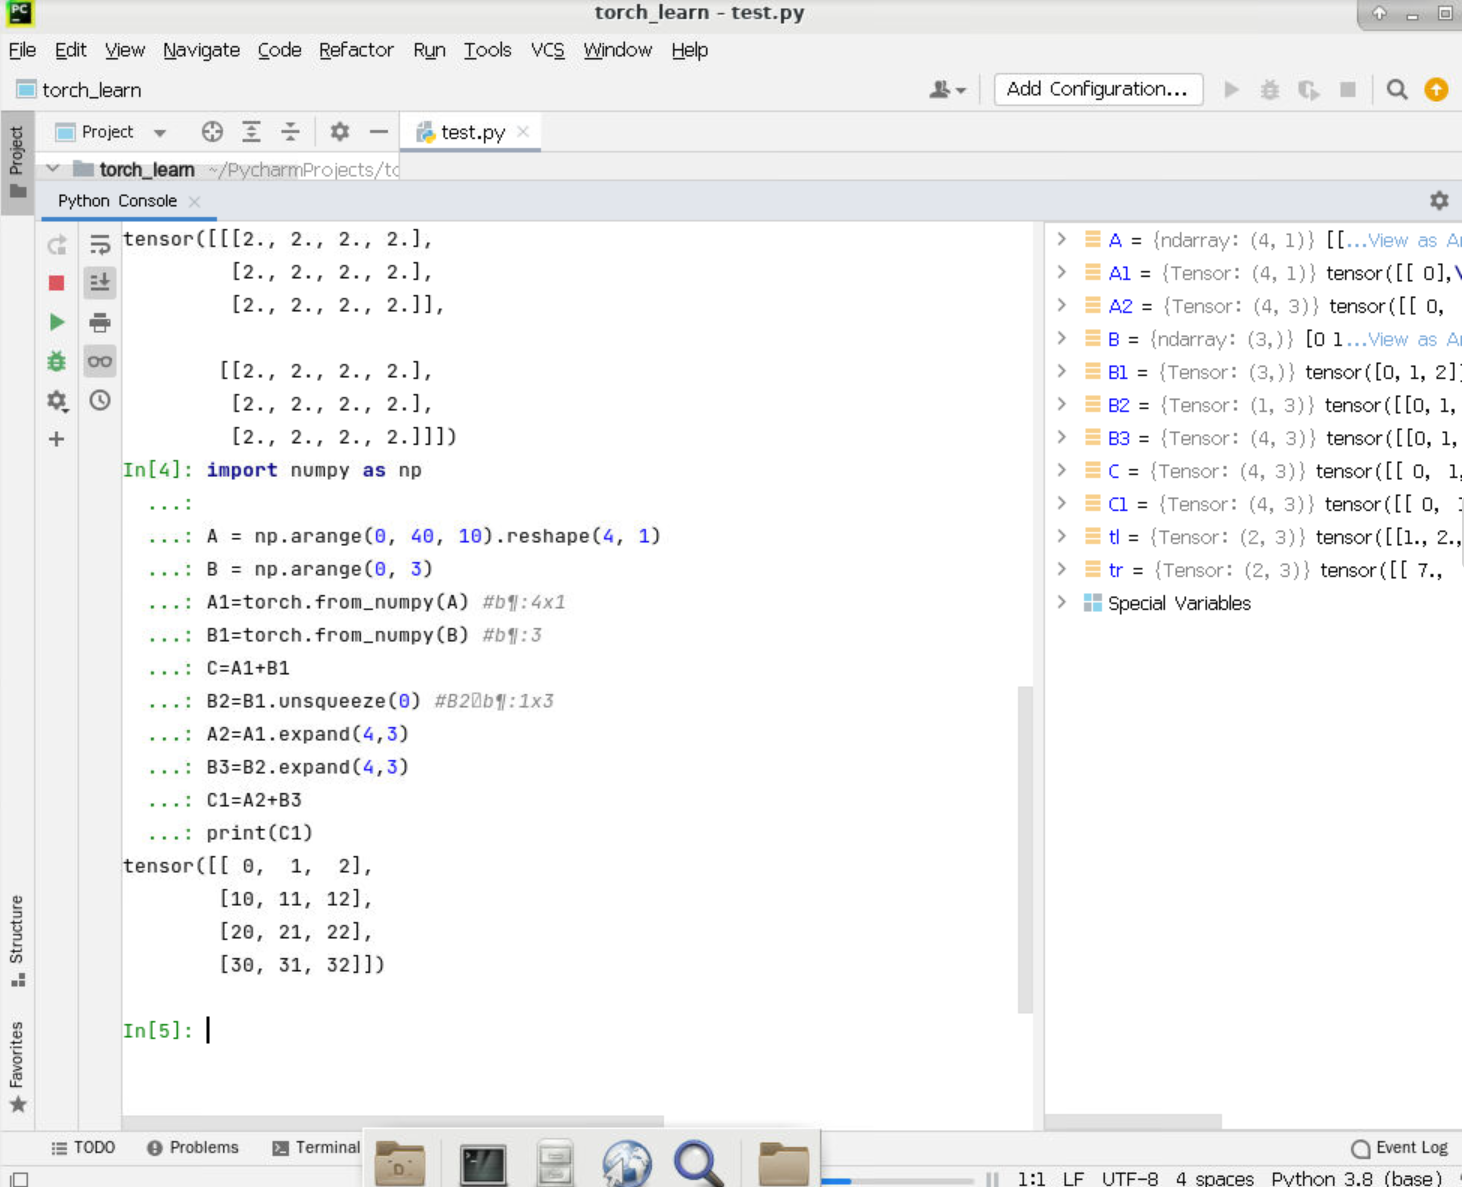 PC
torch_learn - test.py
File Edit View Navigate Code Refactor Run Tools VCS Window Help
torch_learn
Add Configuration...
Project
Project
test.py
torch_learn ~/PycharmProjects/to
Python Console
tensor([[[2., 2., 2., 2.],
[2., 2., 2., 2.],
[2., 2., 2., 2.]],
[[2., 2., 2., 2.],
[2., 2., 2., 2.],
[2., 2., 2., 2.]]])
In[4]: import numpy as np
...:
...: A = np.arange(0, 40, 10).reshape(4, 1)
...: B = np.arange(0, 3)
...: A1=torch.from_numpy(A) #b¶:4x1
...: B1=torch.from_numpy(B) #b¶:3
...: C=A1+B1
...: B2=B1.unsqueeze(0) #B2b¶:1x3
...: A2=A1.expand(4,3)
...: B3=B2.expand(4,3)
...: C1=A2+B3
...: print(C1)
tensor([[ 0, 1, 2],
[10, 11, 12],
[20, 21, 22],
[30, 31, 32]])
In[5]:
A = {ndarray: (4, 1)} [[...View as Ar
A1 = {Tensor: (4, 1)} tensor([[ 0],\
A2 = {Tensor: (4, 3)} tensor([[ 0,
B = {ndarray: (3,)} [0 1...View as Ar
B1 = {Tensor: (3,)} tensor([0, 1, 2])
B2 = {Tensor: (1, 3)} tensor([[0, 1,
B3 = {Tensor: (4, 3)} tensor([[0, 1,
C = {Tensor: (4, 3)} tensor([[ 0, 1,
C1 = {Tensor: (4, 3)} tensor([[ 0, 1
tl = {Tensor: (2, 3)} tensor([[1., 2.,
tr = {Tensor: (2, 3)} tensor([[ 7.,
Special Variables
Structure
Favorites
TODO Problems Terminal
Event Log
1:1 LF UTF-8 4 spaces Python 3.8 (base)